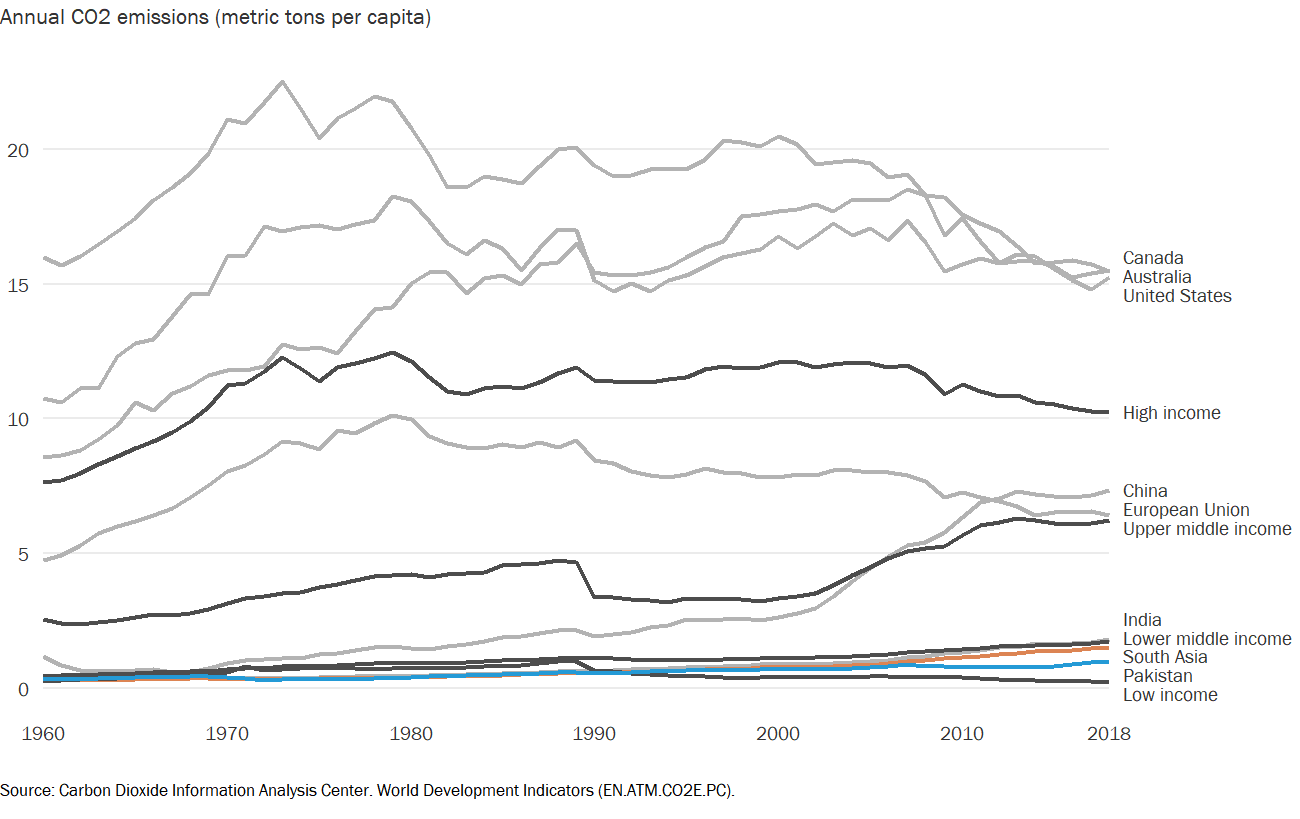 Annual CO2 emissions (metric tons per capita)
20
15
10
5
0
Canada
Australia
United States
High income
China
European Union
Upper middle income
India
Lower middle income
South Asia
Pakistan
Low income
1960 1970 1980 1990 2000 2010 2018
Source: Carbon Dioxide Information Analysis Center. World Development Indicators (EN.ATM.CO2E.PC).